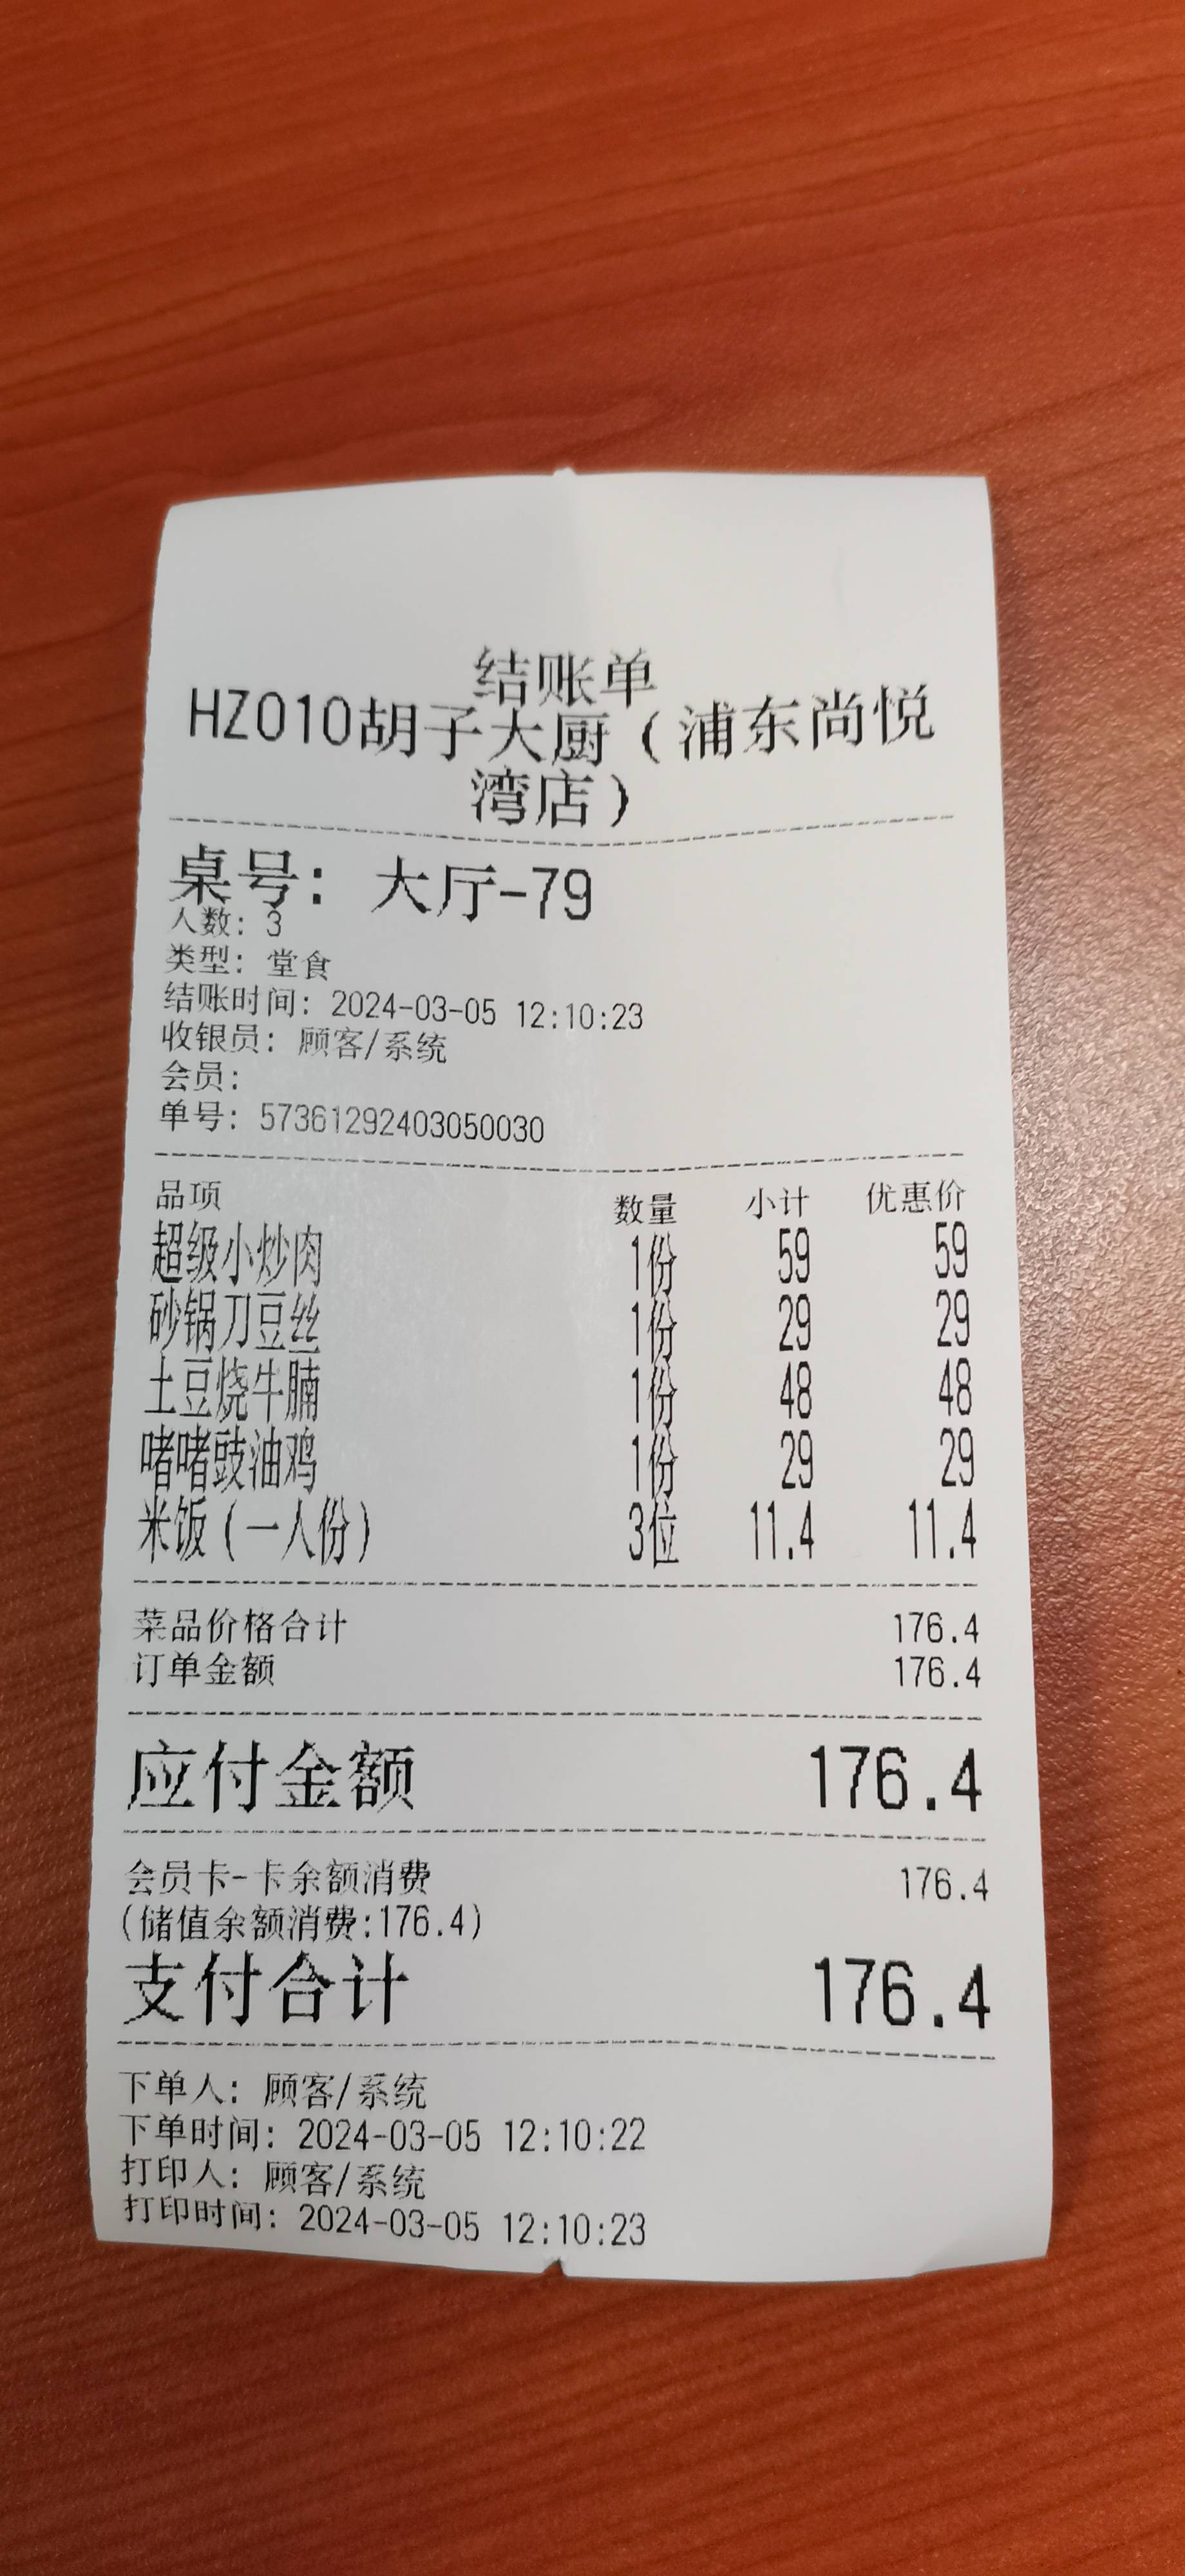 结账单
HZ010胡子大厨（浦东尚悦
湾店）
桌号： 大厅-79
人数: 3
类型: 堂食
结账时间: 2024-03-05 12:10:23
收银员: 顾客/系统
会员:
单号: 57361292403050030
品项 数量 小计 优惠价
超级小炒肉 1份 59 59
砂锅刀豆丝 1份 29 29
土豆烧牛腩 1份 48 48
啫啫豉油鸡 1份 29 29
米饭（一人份） 3位 11.4 11.4
菜品价格合计 176.4
订单金额 176.4
应付金额 176.4
会员卡-卡余额消费 176.4
(储值余额消费:176.4)
支付合计 176.4
下单人: 顾客/系统
下单时间: 2024-03-05 12:10:22
打印人: 顾客/系统
打印时间: 2024-03-05 12:10:23